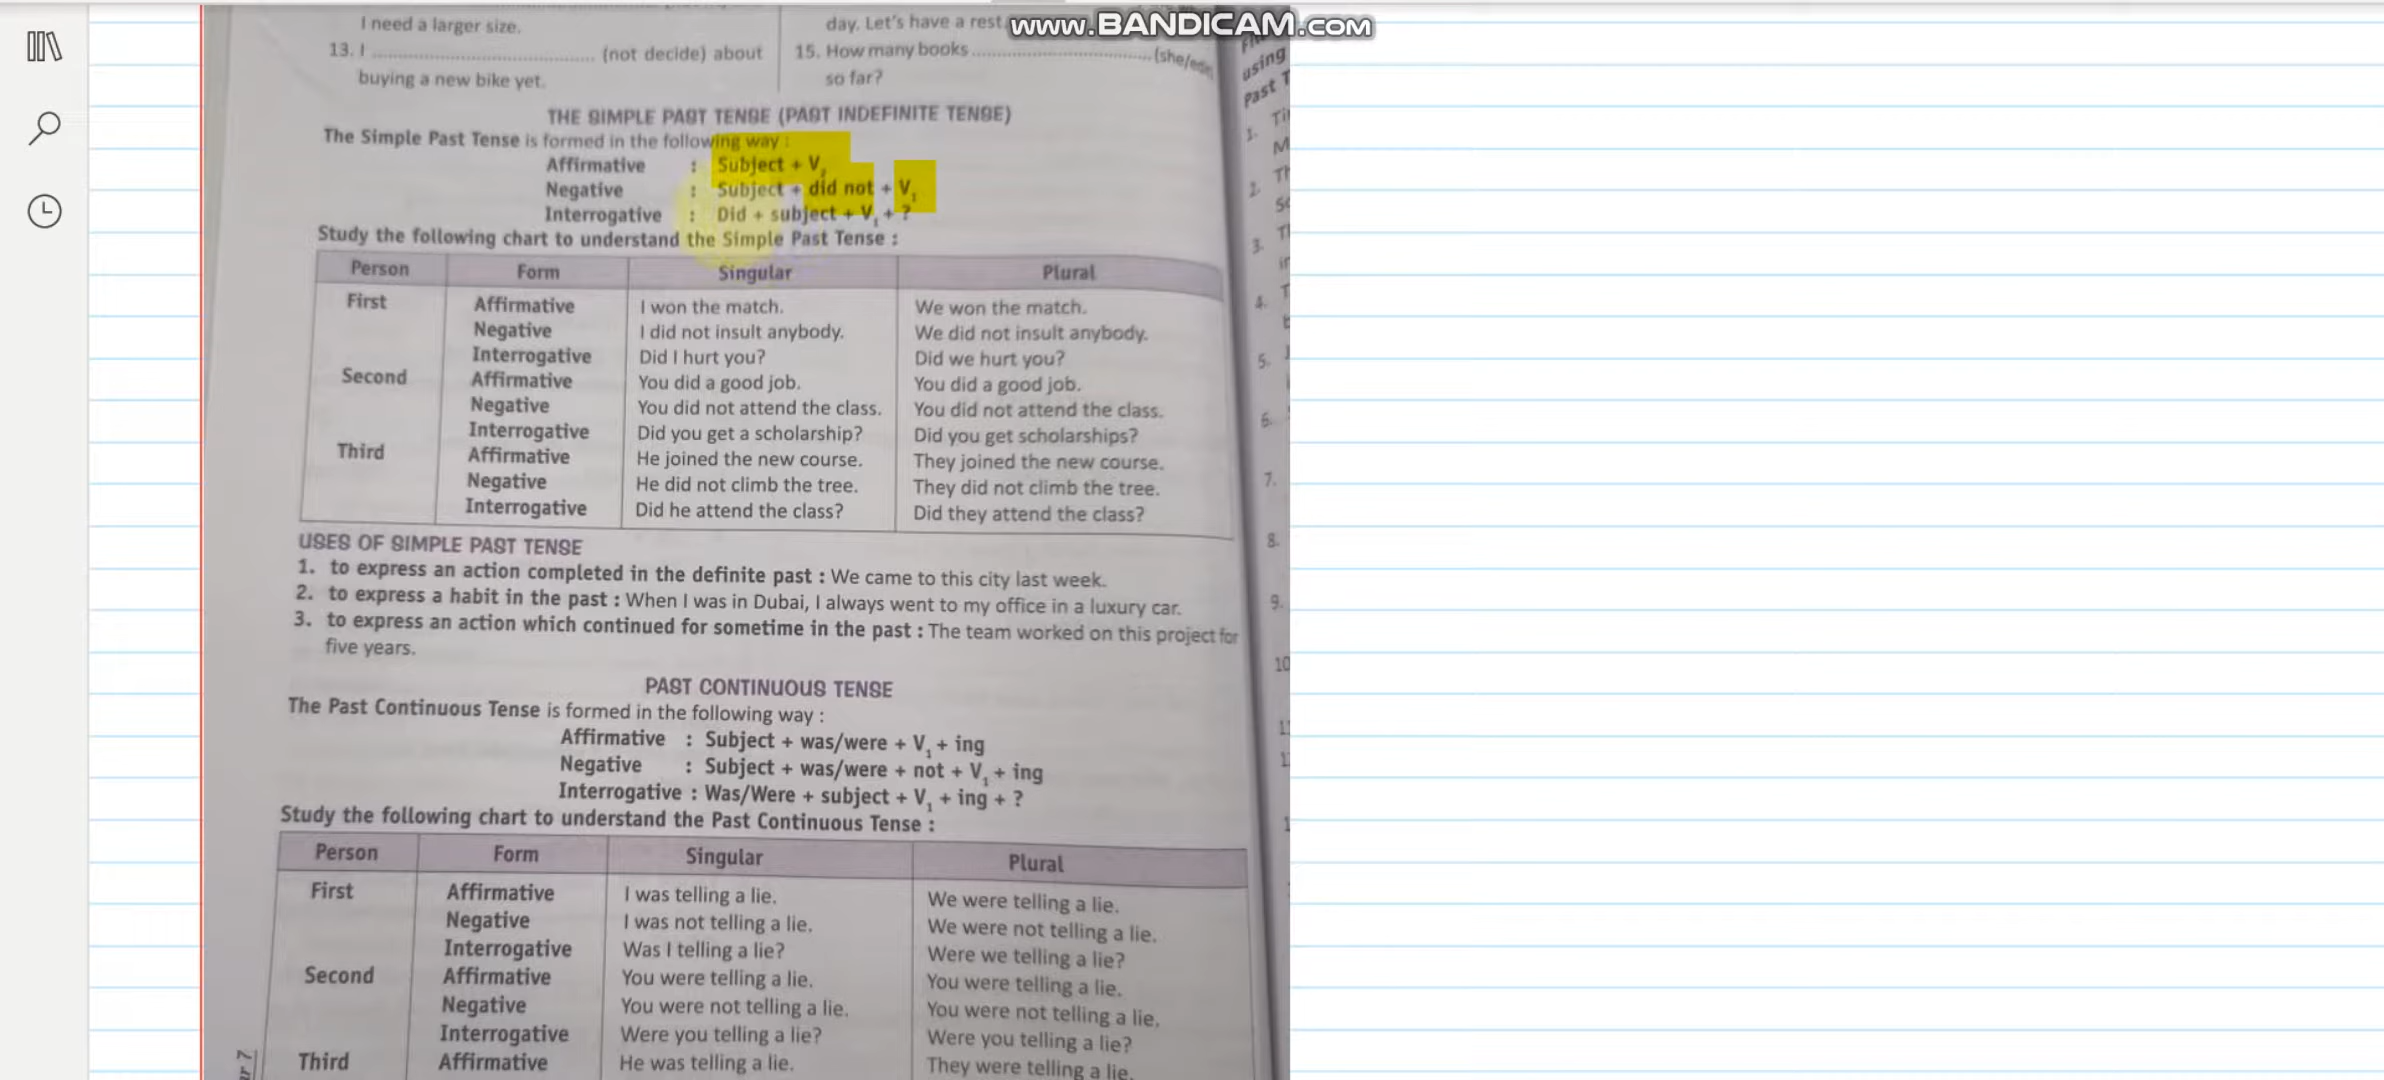 www.BANDICAM.com
I need a larger size.
13. I .......................................... (not decide) about
buying a new bike yet.
day. Let's have a rest
15. How many books ..........................................
so far?
THE SIMPLE PAST TENSE (PAST INDEFINITE TENSE)
The Simple Past Tense is formed in the following way :
Affirmative : Subject + V₂
Negative : Subject + did not + V₁
Interrogative : Did + subject + V₁ + ?
Study the following chart to understand the Simple Past Tense :
Person Form Singular Plural
First Affirmative I won the match. We won the match.
Negative I did not insult anybody. We did not insult anybody.
Interrogative Did I hurt you? Did we hurt you?
Second Affirmative You did a good job. You did a good job.
Negative You did not attend the class. You did not attend the class.
Interrogative Did you get a scholarship? Did you get scholarships?
Third Affirmative He joined the new course. They joined the new course.
Negative He did not climb the tree. They did not climb the tree.
Interrogative Did he attend the class? Did they attend the class?
USES OF SIMPLE PAST TENSE
1. to express an action completed in the definite past : We came to this city last week.
2. to express a habit in the past : When I was in Dubai, I always went to my office in a luxury car.
3. to express an action which continued for sometime in the past : The team worked on this project for
five years.
PAST CONTINUOUS TENSE
The Past Continuous Tense is formed in the following way :
Affirmative : Subject + was/were + V₁ + ing
Negative : Subject + was/were + not + V₁ + ing
Interrogative : Was/Were + subject + V₁ + ing + ?
Study the following chart to understand the Past Continuous Tense :
Person Form Singular Plural
First Affirmative I was telling a lie. We were telling a lie.
Negative I was not telling a lie. We were not telling a lie.
Interrogative Was I telling a lie? Were we telling a lie?
Second Affirmative You were telling a lie. You were telling a lie.
Negative You were not telling a lie. You were not telling a lie.
Interrogative Were you telling a lie? Were you telling a lie?
Third Affirmative He was telling a lie. They were telling a lie.
using
1.
2.
3.
4.
5.
6.
7.
8.
9.
10